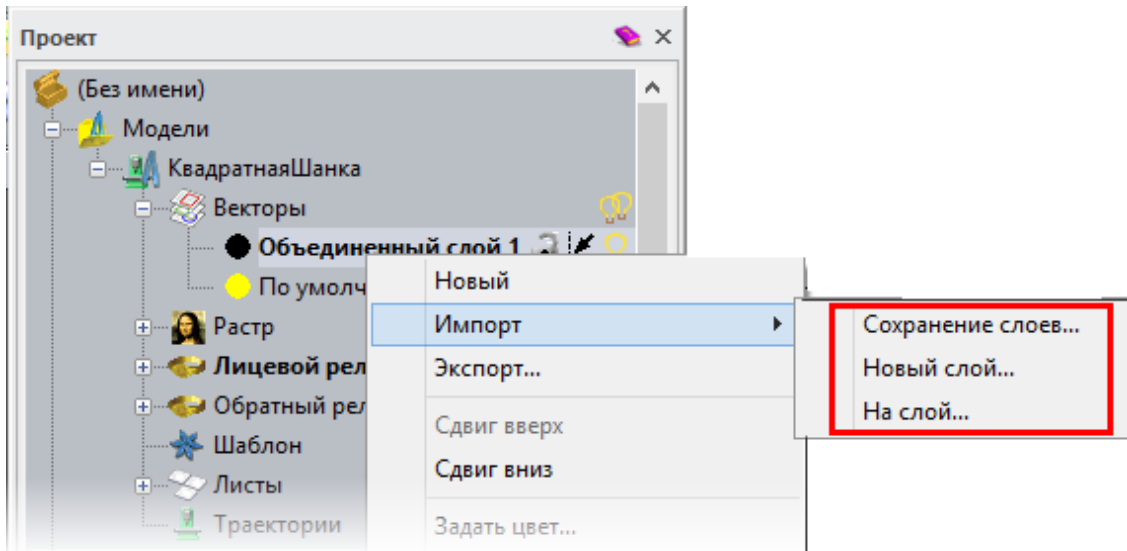 Проект
(Без имени)
Модели
КвадратнаяШанка
Векторы
Объединенный слой 1
По умолч
Растр
Лицевой рел
Обратный рел
Шаблон
Листы
Траектории
Новый
Импорт
Экспорт...
Сдвиг вверх
Сдвиг вниз
Задать цвет...
Сохранение слоев...
Новый слой...
На слой...